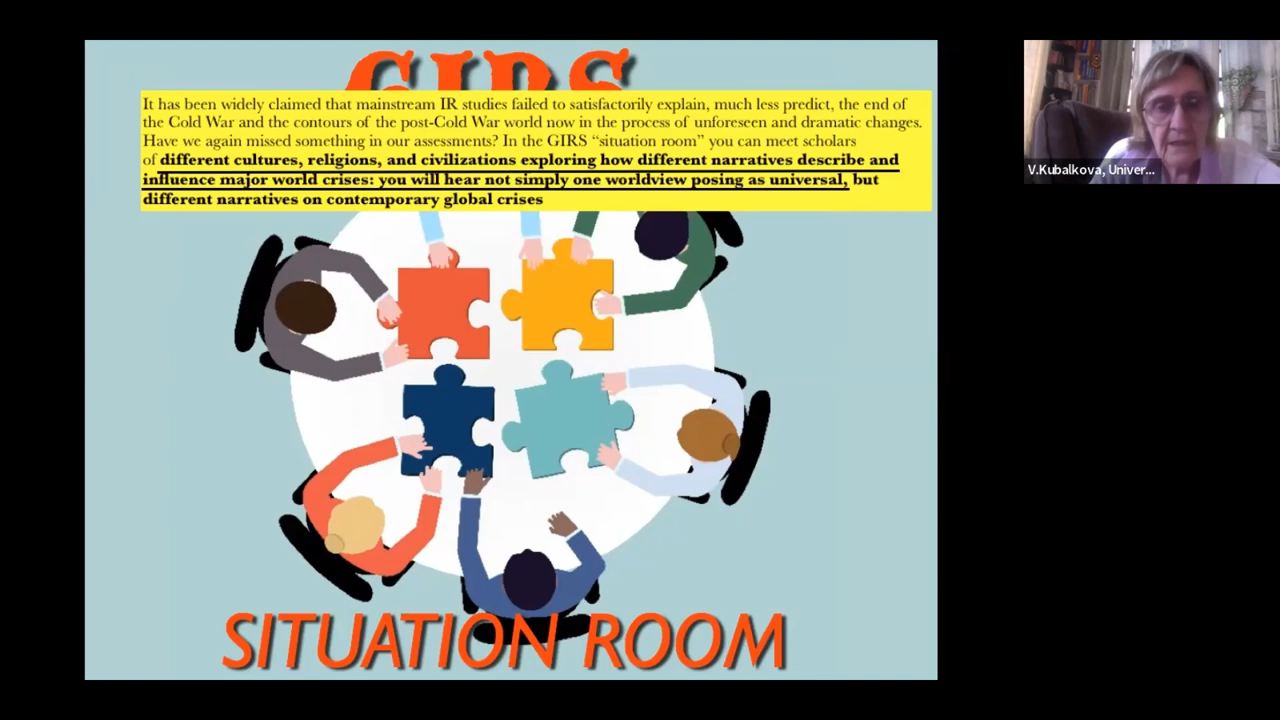 GIRS
It has been widely claimed that mainstream IR studies failed to satisfactorily explain, much less predict, the end of
the Cold War and the contours of the post-Cold War world now in the process of unforeseen and dramatic changes.
Have we again missed something in our assessments? In the GIRS “situation room” you can meet scholars
of different cultures, religions, and civilizations exploring how different narratives describe and
influence major world crises: you will hear not simply one worldview posing as universal, but
different narratives on contemporary global crises
SITUATION ROOM
V.Kubalkova, Univer...